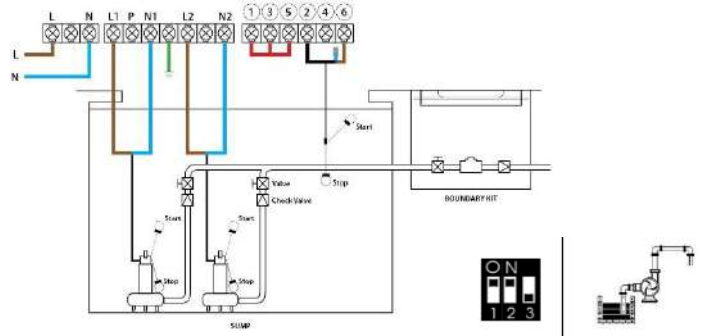 L N L1 P N1 L2 N2 1 3 5 2 4 6
L
N
Start
Stop
Valve
Check Valve
BOUNDARY KIT
Start
Start
Stop
Stop
SUMP
ON
1 2 3